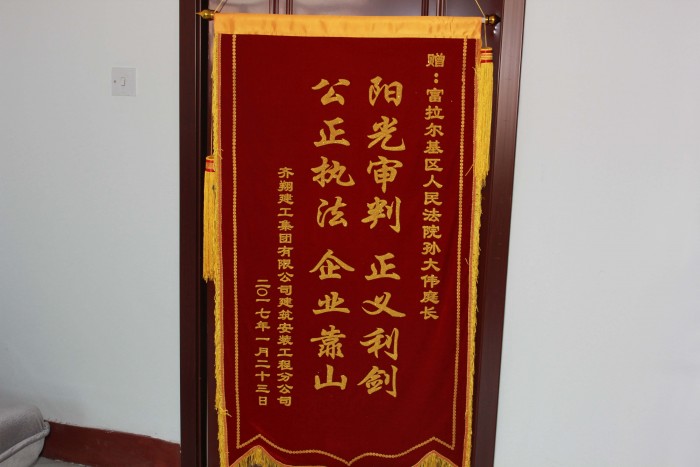 赠：富拉尔基区人民法院孙大伟庭长
阳光审判 正义利剑
公正执法 企业靠山
齐翔建工集团有限公司建筑安装工程分公司
二〇一七年一月二十三日